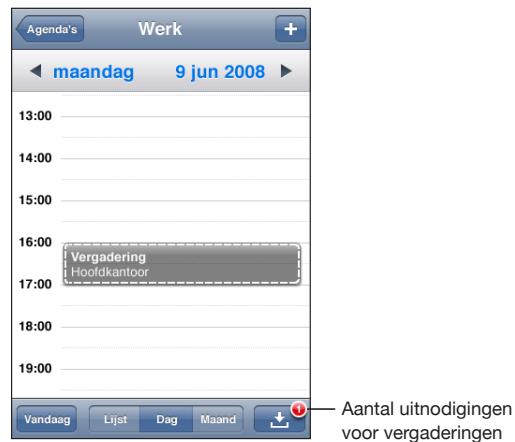 Agenda's Werk +
maandag 9 jun 2008
13:00
14:00
15:00
16:00
Vergadering
Hoofdkantoor
17:00
18:00
19:00
Vandaag Lijst Dag Maand 1
Aantal uitnodigingen
voor vergaderingen